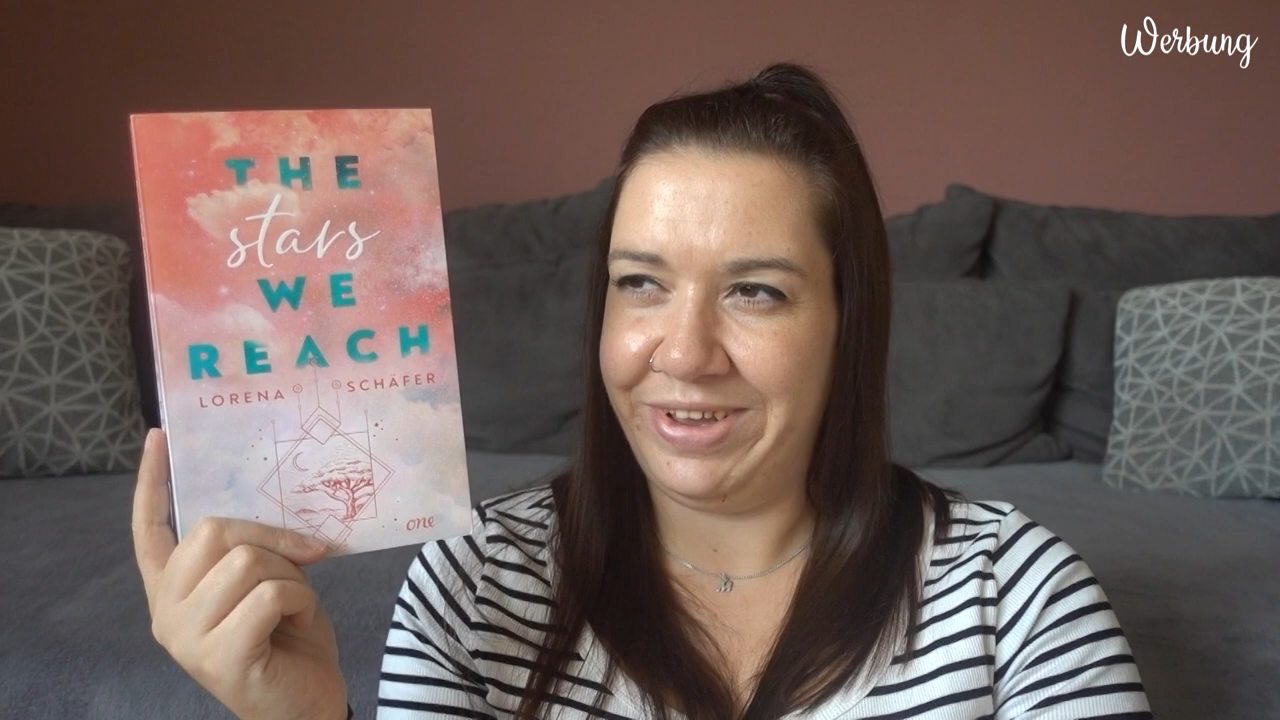 Werbung
THE
stars
WE
REACH
LORENA SCHÄFER
one